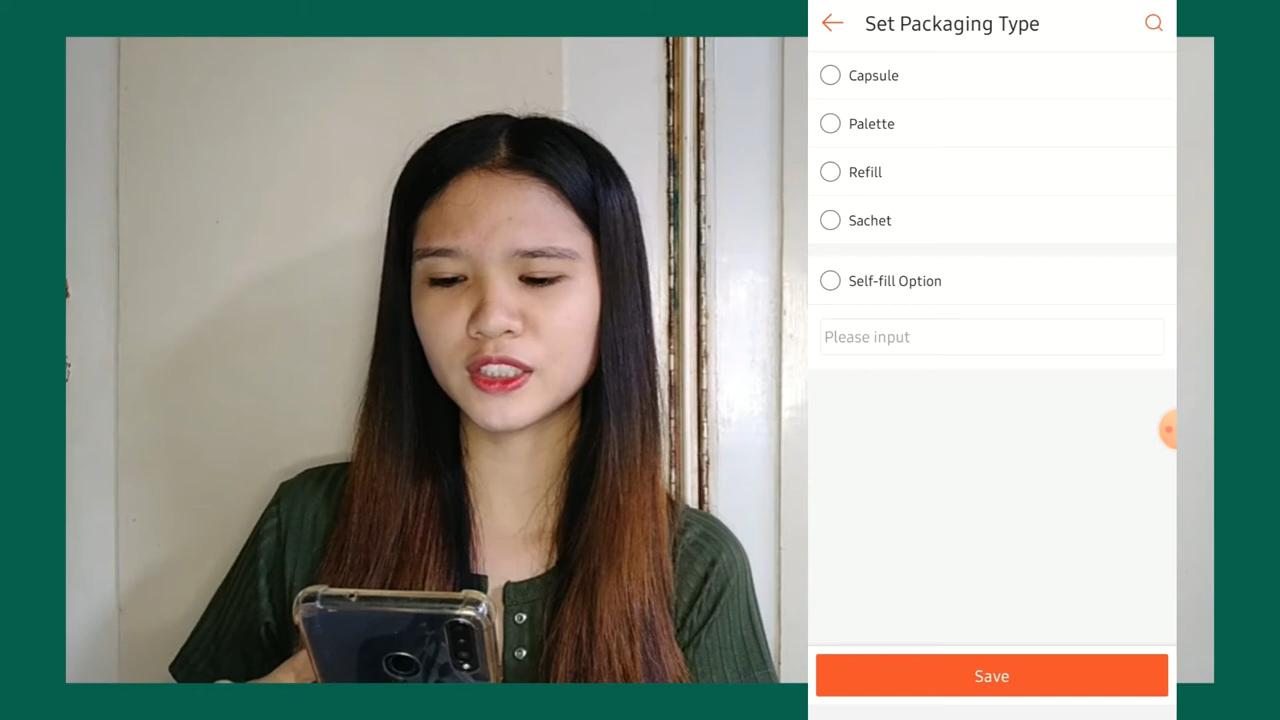 Set Packaging Type
Capsule
Palette
Refill
Sachet
Self-fill Option
Please input
Save